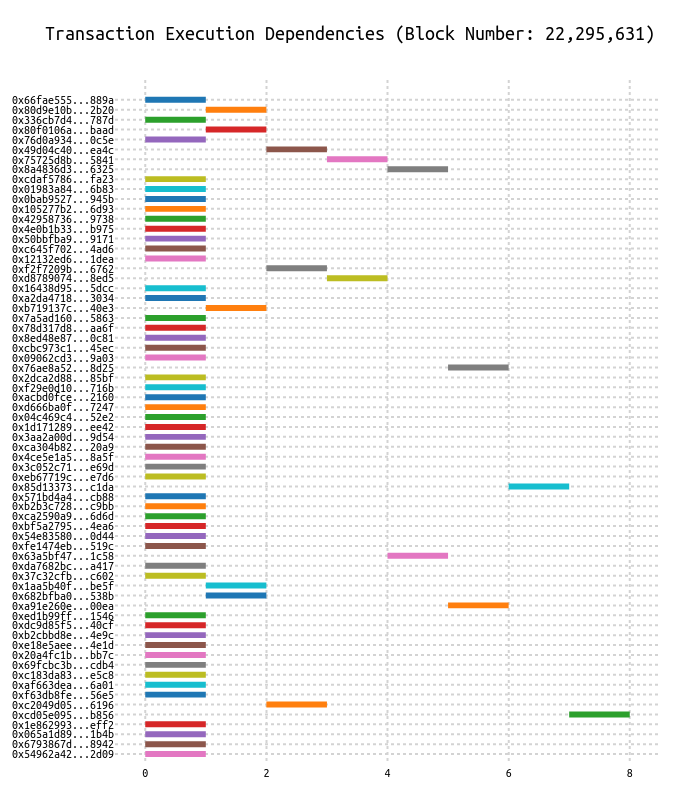 Transaction Execution Dependencies (Block Number: 22,295,631)
0x66fae555...889a
0x80d9e10b...2b20
0x336cb7d4...787d
0x80f0106a...baad
0x76d0a934...0c5e
0x49d04c40...ea4c
0x75725d8b...5841
0x8a4836d3...6325
0xcdaf5786...fa23
0x01983a84...6b83
0x0bab9527...945b
0x105277b2...6d93
0x42958736...9738
0x4e0b1b33...b975
0x50bbfba9...9171
0xc645f702...4ad6
0x12132ed6...1dea
0xf2f7209b...6762
0xd8789074...8ed5
0x16438d95...5dcc
0xa2da4718...3034
0xb719137c...40e3
0x7a5ad160...5863
0x78d317d8...aa6f
0x8ed48e87...0c81
0xcbc973c1...45ec
0x09062cd3...9a03
0x76ae8a52...8d25
0x2dca2d88...85bf
0xf29e0d10...716b
0xacbd0fce...2160
0xd666ba0f...7247
0x04c469c4...52e2
0x1d171289...ee42
0x3aa2a00d...9d54
0xca304b82...20a9
0x4ce5e1a5...8a5f
0x3c052c71...e69d
0xeb67719c...e7d6
0x85d13373...c1da
0x571bd4a4...cb88
0xb2b3c728...c9bb
0xca2590a9...6d6d
0xbf5a2795...4ea6
0x54e83580...0d44
0xfe1474eb...519c
0x63a5bf47...1c58
0xda7682bc...a417
0x37c32cfb...c602
0x1aa5b40f...be5f
0x682bfba0...538b
0xa91e260e...00ea
0xed1b99ff...1546
0xdc9d85f5...40cf
0xb2cbbd8e...4e9c
0xe18e5aee...4e1d
0x20a4fc1b...bb7c
0x69fcbc3b...cdb4
0xc183da83...e5c8
0xaf663dea...6a01
0xf63db8fe...56e5
0xc2049d05...6196
0xcd05e095...b856
0x1e862993...eff2
0x065a1d89...1b4b
0x6793867d...8942
0x54962a42...2d09
0 2 4 6 8